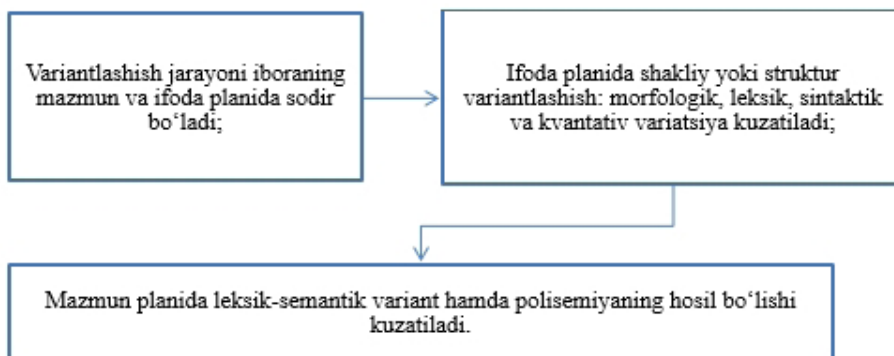 Variantlashish jarayoni iboraning
mazmun va ifoda planida sodir
bo‘ladi;
Ifoda planida shakliy yoki struktur
variantlashish: morfologik, leksik, sintaktik
va kvantativ variatsiya kuzatiladi;
Mazmun planida leksik-semantik variant hamda polisemiyaning hosil bo‘lishi
kuzatiladi.